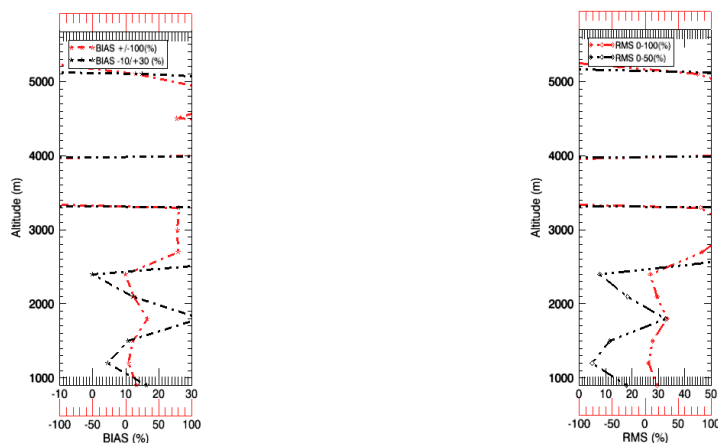 BIAS +/-100(%)
BIAS -10/+30 (%)
5000
4000
3000
2000
1000
Altitude (m)
-10 0 10 20 30
-100 -50 0 50 100
BIAS (%)
RMS 0-100(%)
RMS 0-50(%)
5000
4000
3000
2000
1000
Altitude (m)
0 10 20 30 40 50
0 50 100
RMS (%)